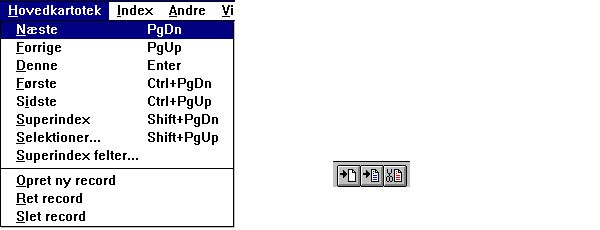 Hovedkartotek Index Andre Vi
Næste PgDn
Forrige PgUp
Denne Enter
Første Ctrl+PgDn
Sidste Ctrl+PgUp
Superindex Shift+PgDn
Selektioner... Shift+PgUp
Superindex felter...
Opret ny record
Ret record
Slet record